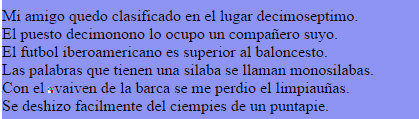 Mi amigo quedo clasificado en el lugar decimoseptimo.
El puesto decimonono lo ocupo un compañero suyo.
El futbol iberoamericano es superior al baloncesto.
Las palabras que tienen una silaba se llaman monosilabas.
Con el vaiven de la barca se me perdio el limpiauñas.
Se deshizo facilmente del ciempies de un puntapie.